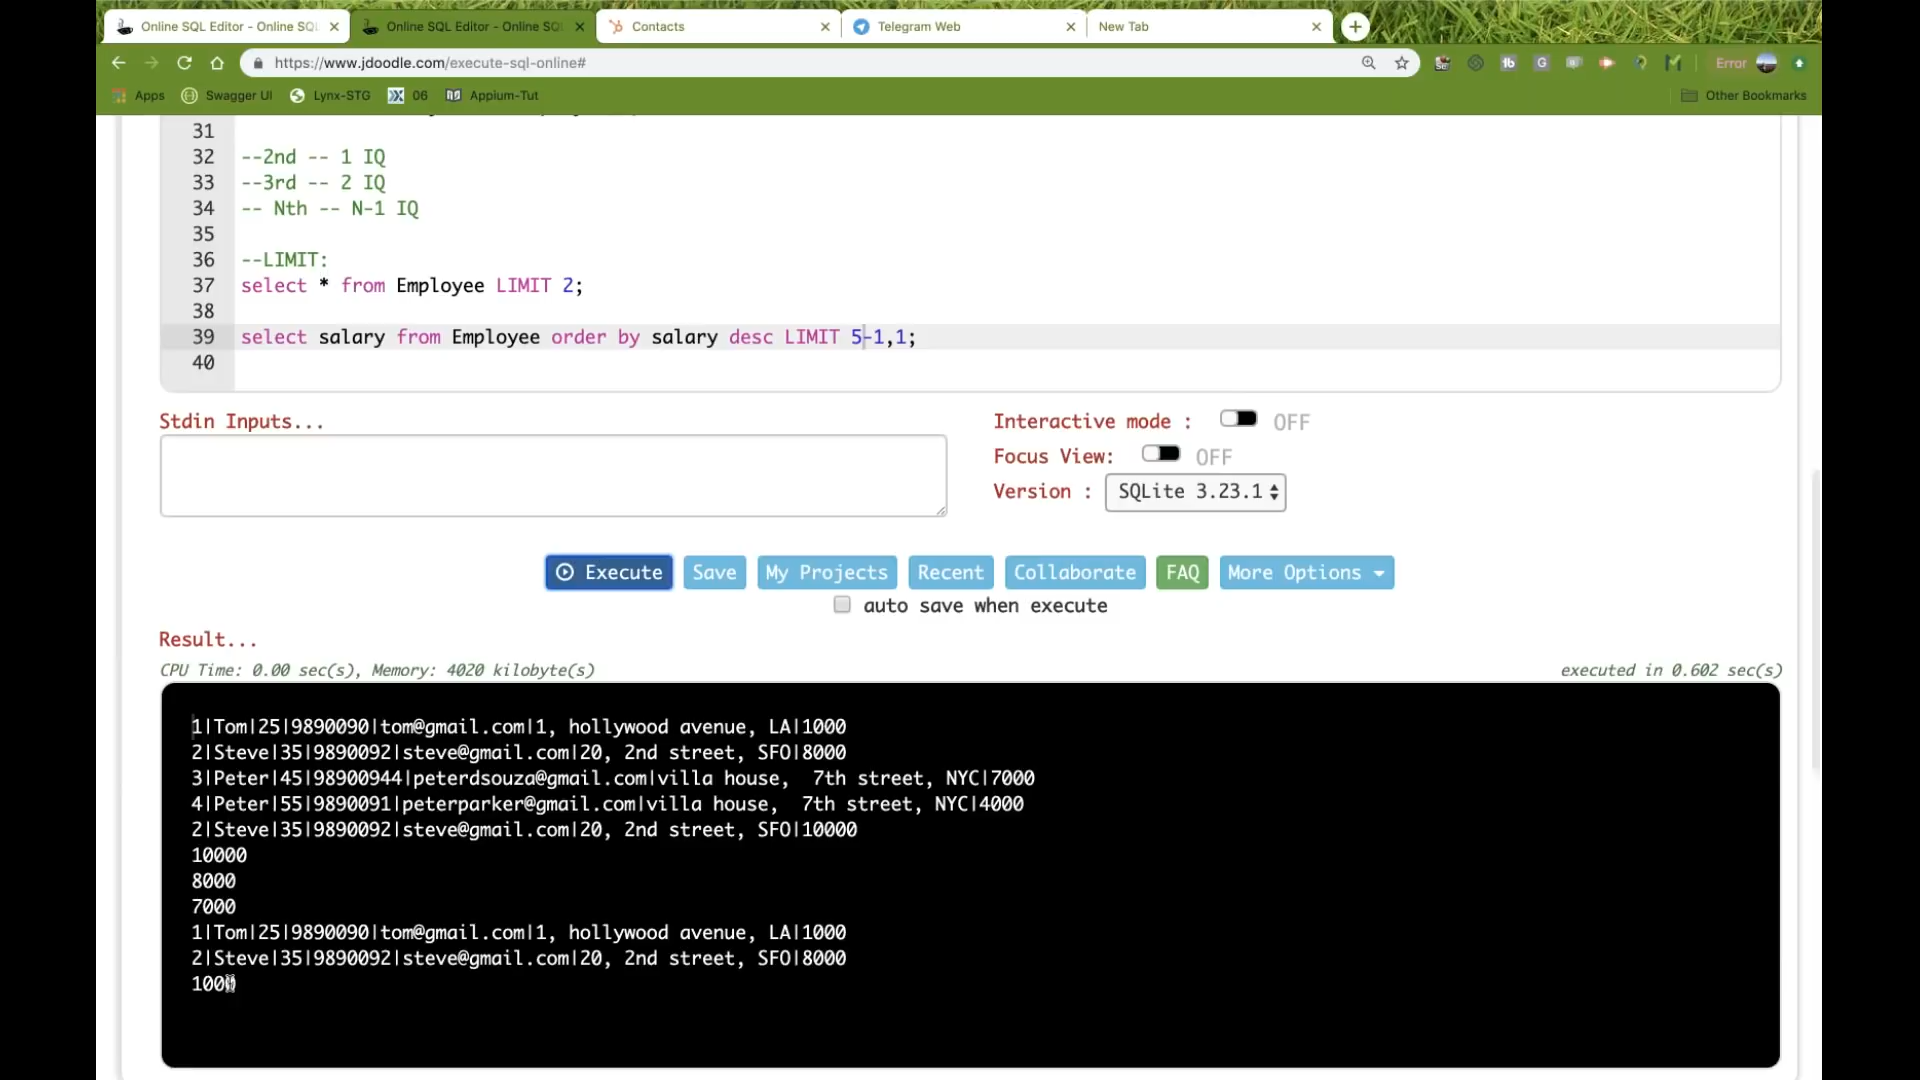 Online SQL Editor - Online SQ
Online SQL Editor - Online SQ
Contacts
Telegram Web
New Tab
https://www.jdoodle.com/execute-sql-online#
Error
Apps
Swagger UI
Lynx-STG
06
Appium-Tut
Other Bookmarks
31
32 --2nd -- 1 IQ
33 --3rd -- 2 IQ
34 -- Nth -- N-1 IQ
35
36 --LIMIT:
37 select * from Employee LIMIT 2;
38
39 select salary from Employee order by salary desc LIMIT 5-1,1;
40
Stdin Inputs...
Interactive mode : OFF
Focus View: OFF
Version : SQLite 3.23.1
Execute
Save
My Projects
Recent
Collaborate
FAQ
More Options
auto save when execute
Result...
CPU Time: 0.00 sec(s), Memory: 4020 kilobyte(s)
executed in 0.602 sec(s)
1|Tom|25|9890090|tom@gmail.com|1, hollywood avenue, LA|1000
2|Steve|35|9890092|steve@gmail.com|20, 2nd street, SFO|8000
3|Peter|45|98900944|peterdsouza@gmail.com|villa house,  7th street, NYC|7000
4|Peter|55|9890091|peterparker@gmail.com|villa house,  7th street, NYC|4000
2|Steve|35|9890092|steve@gmail.com|20, 2nd street, SFO|10000
10000
8000
7000
1|Tom|25|9890090|tom@gmail.com|1, hollywood avenue, LA|1000
2|Steve|35|9890092|steve@gmail.com|20, 2nd street, SFO|8000
1000